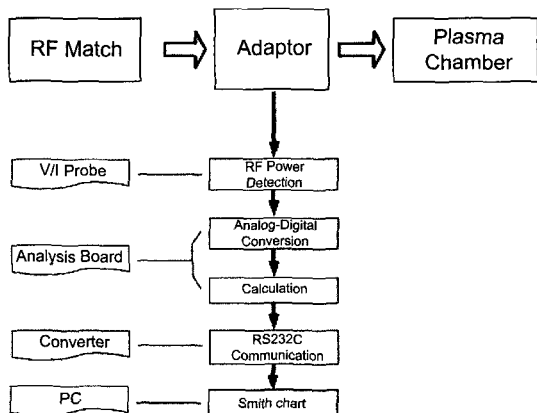 RF Match
Adaptor
Plasma
Chamber
V/I Probe
RF Power
Detection
Analysis Board
Analog-Digital
Conversion
Calculation
Converter
RS232C
Communication
PC
Smith chart